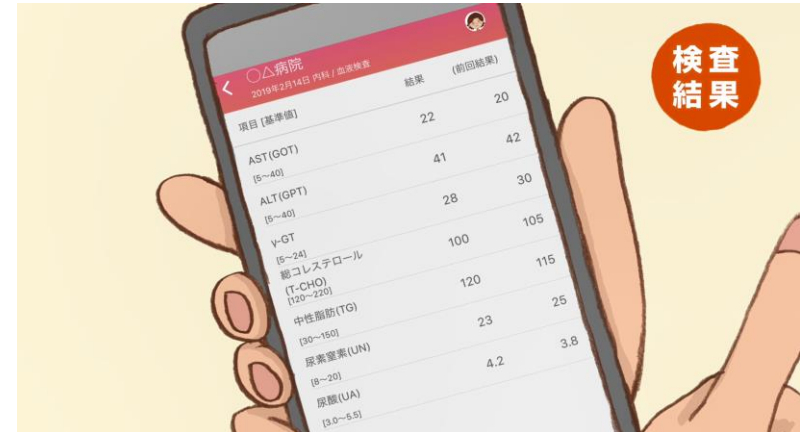 検査
結果
○△病院
2019年2月14日 内科 / 血液検査
項目 [基準値] 結果 (前回結果)
AST(GOT) 22 20
[5~40]
ALT(GPT) 41 42
[5~40]
γ-GT 28 30
[5~24]
総コレステロール 100 105
(T-CHO)
[120~220]
中性脂肪(TG) 120 115
[30~150]
尿素窒素(UN) 23 25
[8~20]
尿酸(UA) 4.2 3.8
[3.0~5.5]